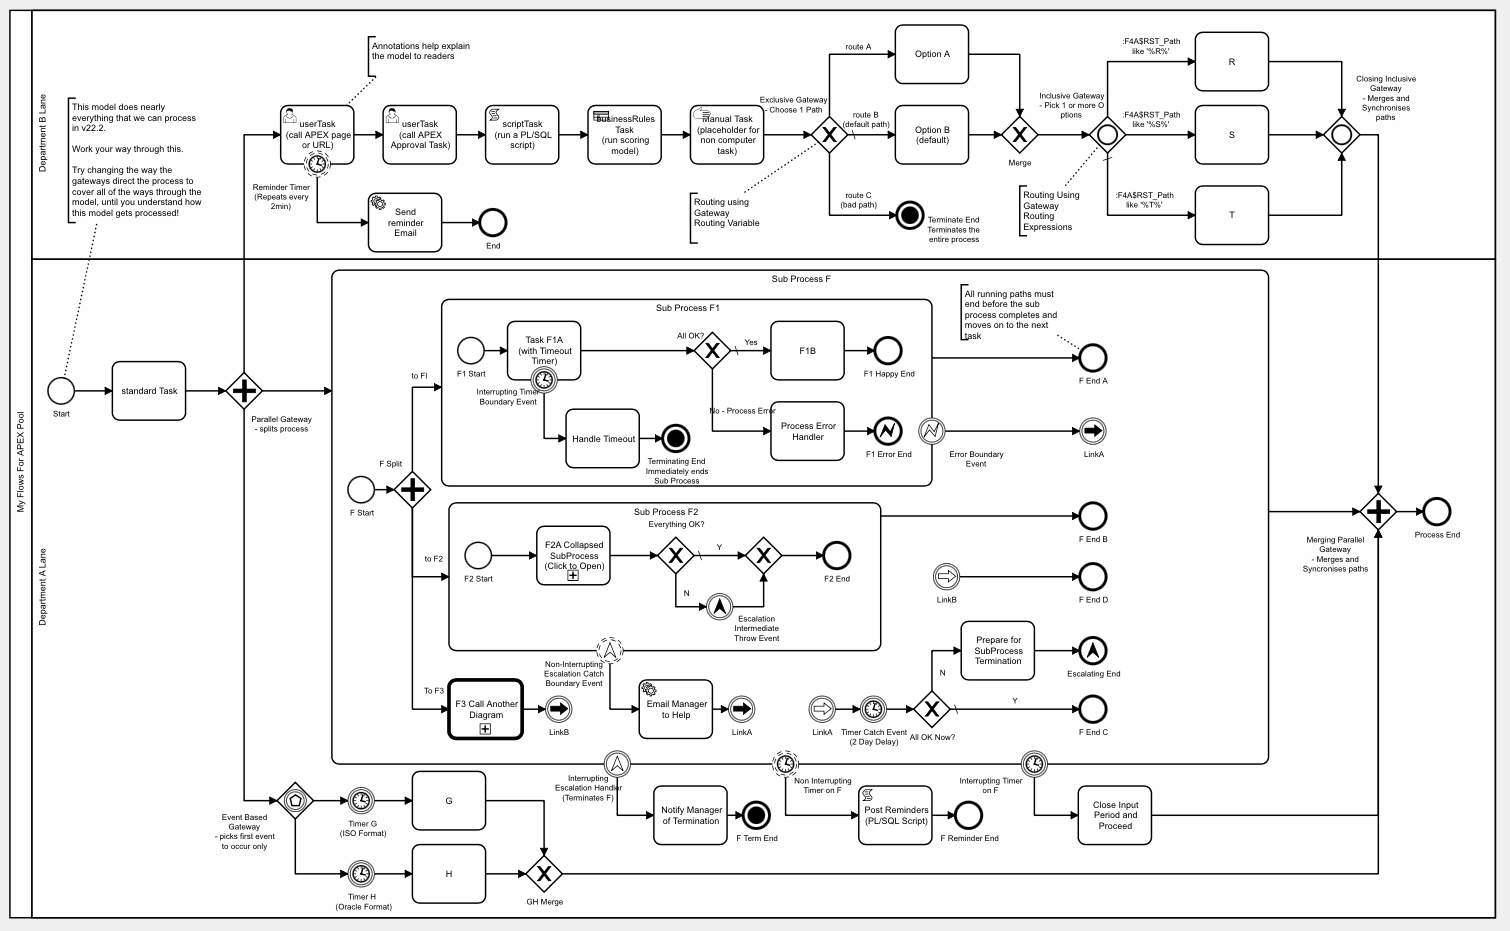 My Flows For APEX Pool
Department B Lane
Department A Lane
This model does nearly
everything that we can process
in v22.2.
Work your way through this.
Try changing the way the
gateways direct the process to
cover all of the ways through the
model, until you understand how
this model gets processed!
Annotations help explain
the model to readers
userTask
(call APEX page
or URL)
userTask
(call APEX
Approval Task)
scriptTask
(run a PL/SQL
script)
businessRules
Task
(run scoring
model)
Manual Task
(placeholder for
non computer
task)
Reminder Timer
(Repeats every
2min)
Send
reminder
Email
End
Exclusive Gateway
- Choose 1 Path
route A
route B
(default path)
route C
(bad path)
Option A
Option B
(default)
Routing using
Gateway
Routing Variable
Terminate End
Terminates the
entire process
Merge
Inclusive Gateway
- Pick 1 or more O
ptions
:F4A$RST_Path
like '%R%'
:F4A$RST_Path
like '%S%'
:F4A$RST_Path
like '%T%'
R
S
T
Routing Using
Gateway
Routing
Expressions
Closing Inclusive
Gateway
- Merges and
Synchronises
paths
Start
standard Task
Parallel Gateway
- splits process
Sub Process F
F Start
F Split
to FI
to F2
To F3
Sub Process F1
F1 Start
Task F1A
(with Timeout
Timer)
Interrupting Timer
Boundary Event
Handle Timeout
Terminating End
Immediately ends
Sub Process
All OK?
Yes
No - Process Error
F1B
Process Error
Handler
F1 Happy End
F1 Error End
Error Boundary
Event
All running paths must
end before the sub
process completes and
moves on to the next
task
F End A
LinkA
Sub Process F2
F2 Start
F2A Collapsed
SubProcess
(Click to Open)
Everything OK?
Y
N
Escalation
Intermediate
Throw Event
F2 End
F End B
LinkB
F End D
Non-Interrupting
Escalation Catch
Boundary Event
F3 Call Another
Diagram
LinkB
Email Manager
to Help
LinkA
LinkA
Timer Catch Event
(2 Day Delay)
All OK Now?
N
Y
Prepare for
SubProcess
Termination
Escalating End
F End C
Merging Parallel
Gateway
- Merges and
Syncronises paths
Process End
Interrupting
Escalation Handler
(Terminates F)
Notify Manager
of Termination
F Term End
Non Interrupting
Timer on F
Post Reminders
(PL/SQL Script)
F Reminder End
Interrupting Timer
on F
Close Input
Period and
Proceed
Event Based
Gateway
- picks first event
to occur only
Timer G
(ISO Format)
G
Timer H
(Oracle Format)
H
GH Merge